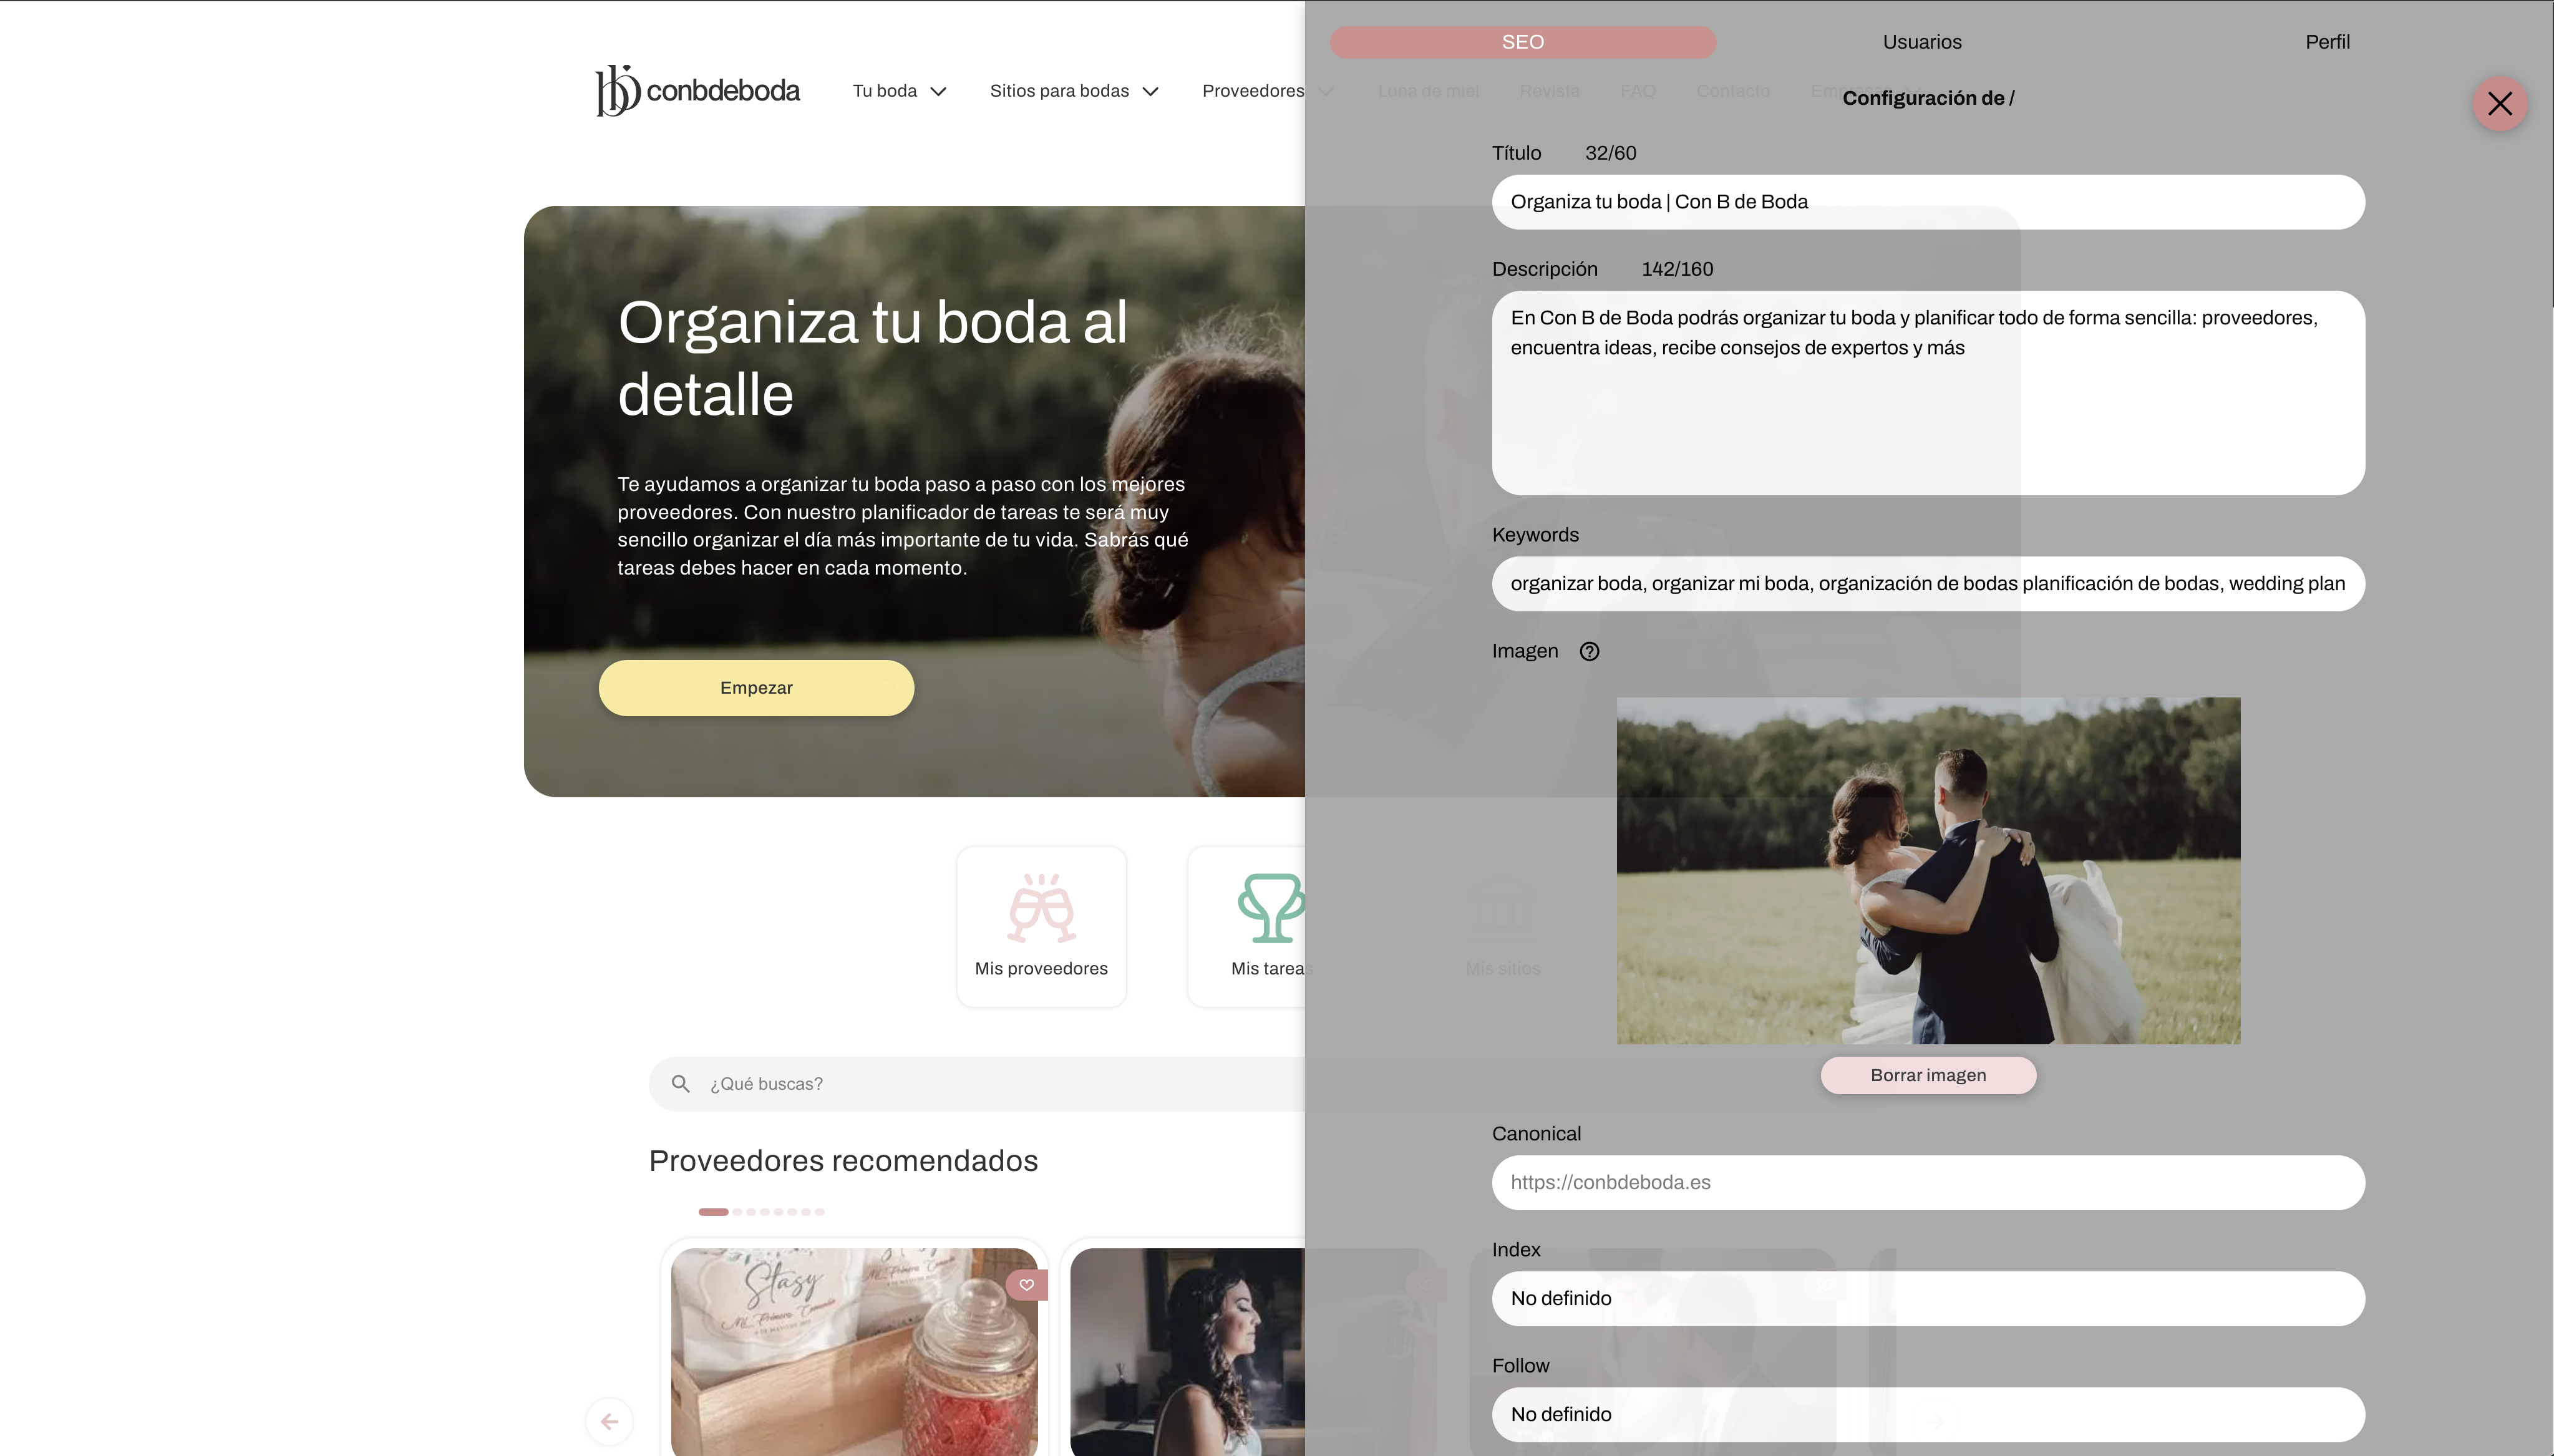 conbdeboda
Tu boda
Sitios para bodas
Proveedores
Luna de miel
Revista
FAQ
Contacto
Organiza tu boda al
detalle
Te ayudamos a organizar tu boda paso a paso con los mejores
proveedores. Con nuestro planificador de tareas te será muy
sencillo organizar el día más importante de tu vida. Sabrás qué
tareas debes hacer en cada momento.
Empezar
Mis proveedores
Mis tareas
Mis sitios
¿Qué buscas?
Proveedores recomendados
Stasy
Mi Primera Comunión
SEO
Usuarios
Perfil
Configuración de /
Título 32/60
Organiza tu boda | Con B de Boda
Descripción 142/160
En Con B de Boda podrás organizar tu boda y planificar todo de forma sencilla: proveedores,
encuentra ideas, recibe consejos de expertos y más
Keywords
organizar boda, organizar mi boda, organización de bodas planificación de bodas, wedding plan
Imagen
Borrar imagen
Canonical
https://conbdeboda.es
Index
No definido
Follow
No definido